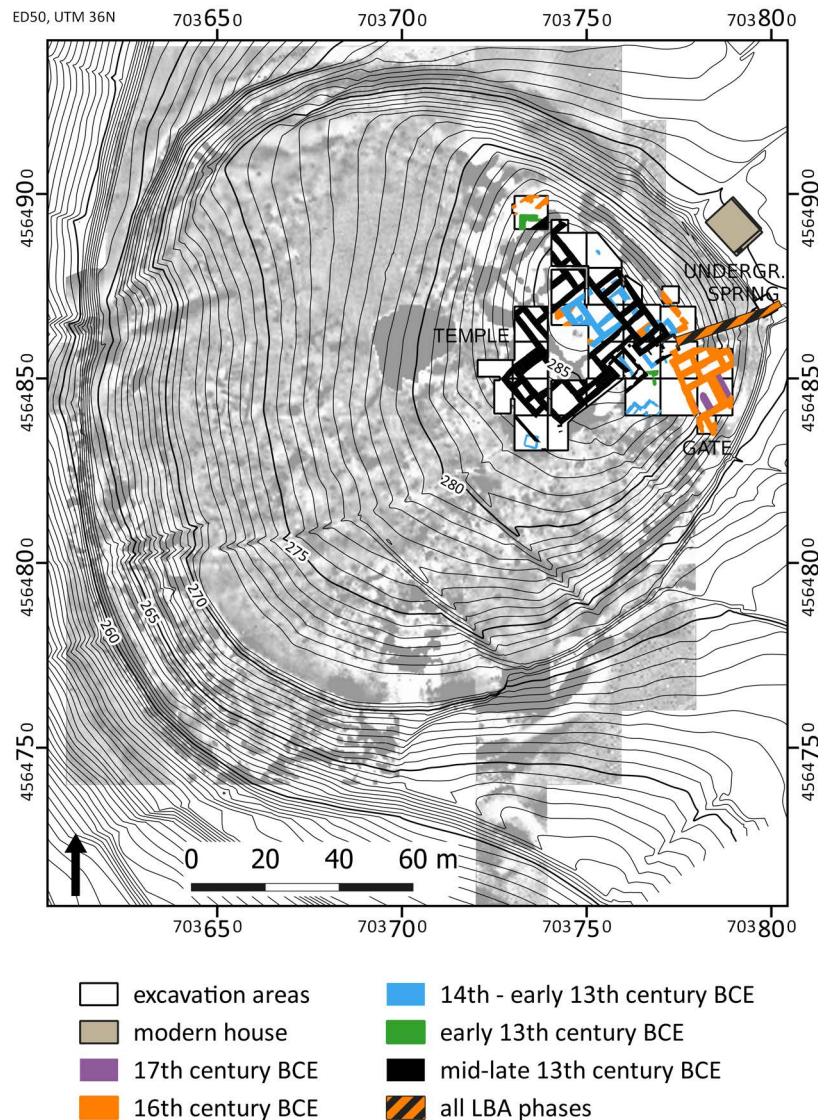 ED50, UTM 36N
703650 703700 703750 703800
4564900
4564850
4564800
4564750
4564900
4564850
4564800
4564750
UNDERGR.
SPRING
TEMPLE
285
GATE
280
275
270
265
260
0 20 40 60 m
703650 703700 703750 703800
excavation areas
modern house
17th century BCE
16th century BCE
14th - early 13th century BCE
early 13th century BCE
mid-late 13th century BCE
all LBA phases